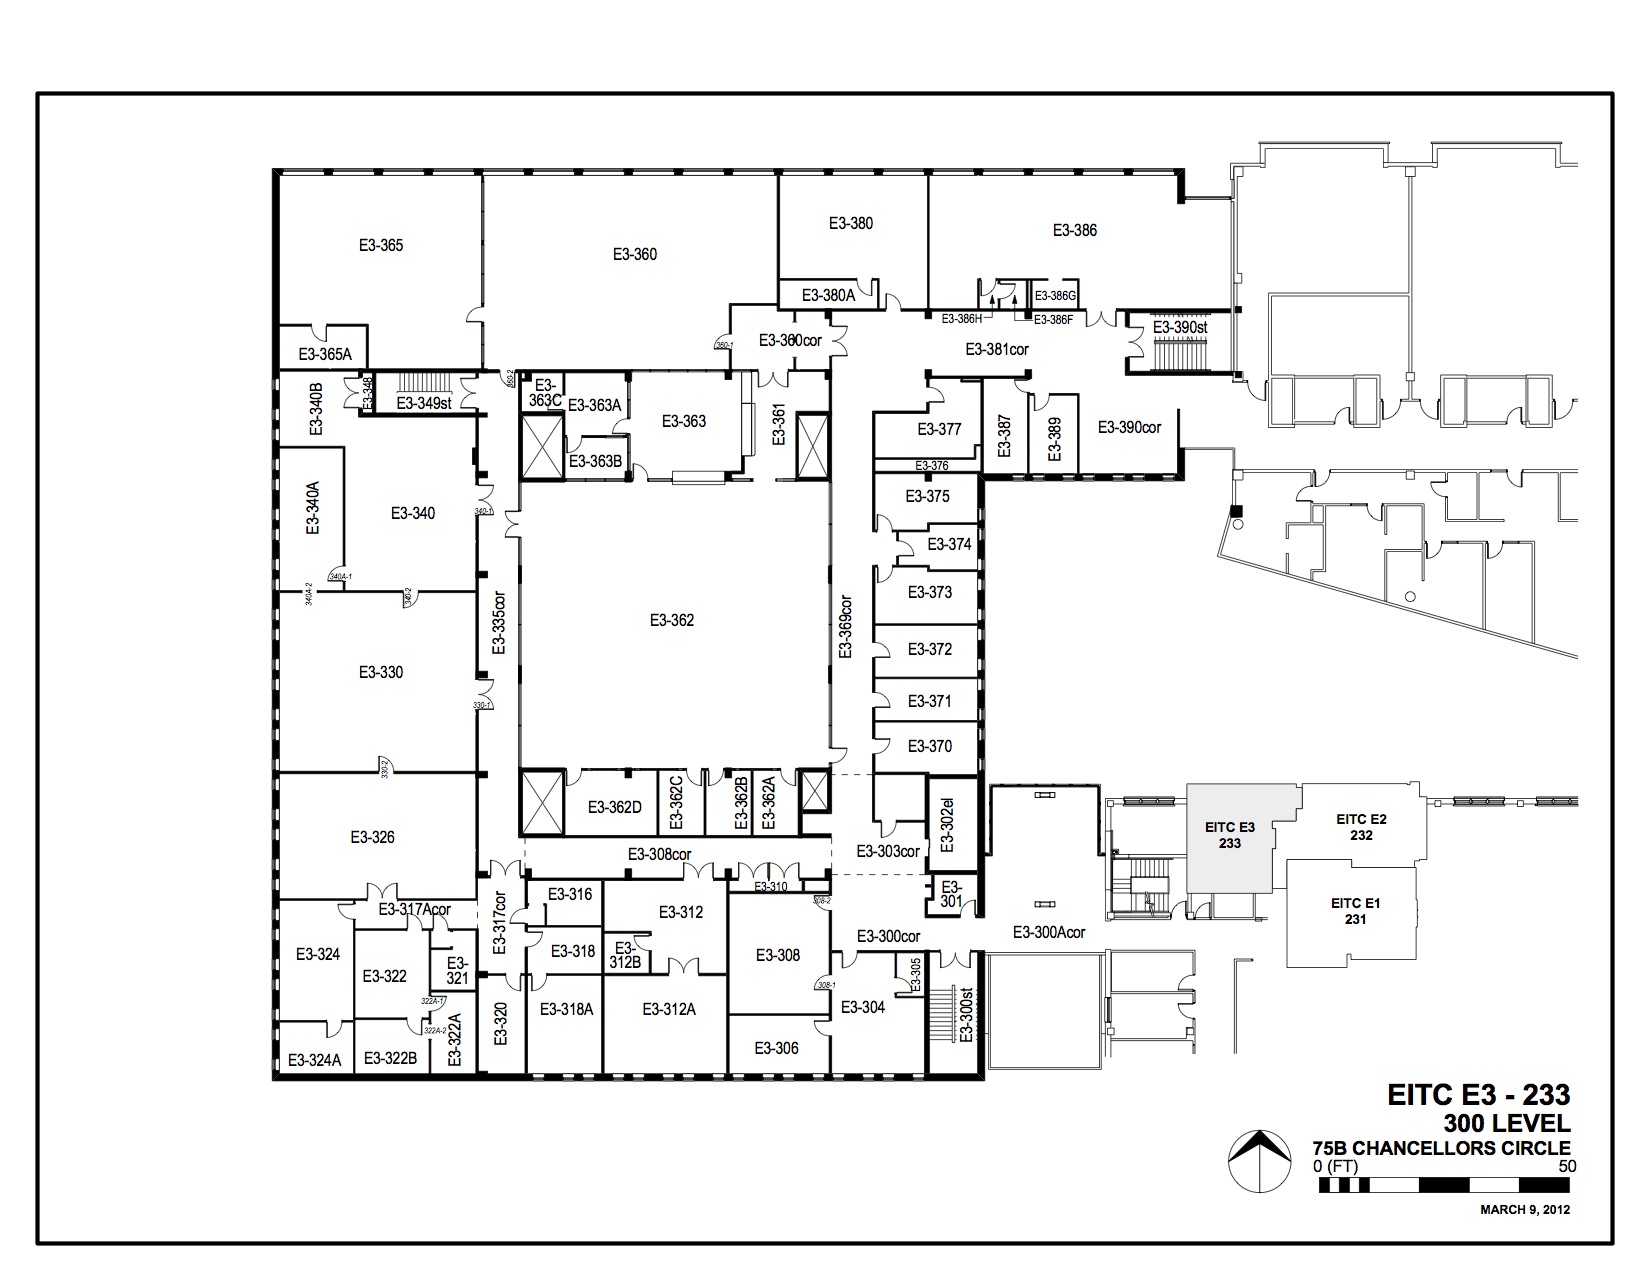 E3-380
E3-386
E3-365
E3-360
E3-380A
E3-386G
E3-386H
E3-386F
E3-390st
E3-360cor
360-1
E3-381cor
E3-365A
360-2
E3-340B
E3-348
E3-349st
E3-
363C
E3-363A
E3-363
E3-361
E3-377
E3-387
E3-389
E3-390cor
E3-363B
E3-376
E3-340A
E3-340
340-1
E3-375
E3-374
340A-1
340A-2
340-2
E3-373
E3-335cor
E3-362
E3-369cor
E3-372
E3-330
330-1
E3-371
E3-370
330-2
E3-362D
E3-362C
E3-362B
E3-362A
E3-302el
E3-326
E3-308cor
E3-303cor
EITC E3
233
EITC E2
232
E3-316
E3-310
E3-
301
308-2
EITC E1
231
E3-317Acor
E3-317cor
E3-312
E3-300cor
E3-300Acor
E3-324
E3-318
E3-
312B
E3-308
E3-322
E3-
321
E3-305
308-1
322A-1
E3-320
E3-318A
E3-312A
E3-304
E3-300st
322A-2
E3-322A
E3-306
E3-324A
E3-322B
EITC E3 - 233
300 LEVEL
75B CHANCELLORS CIRCLE
0 (FT) 50
MARCH 9, 2012